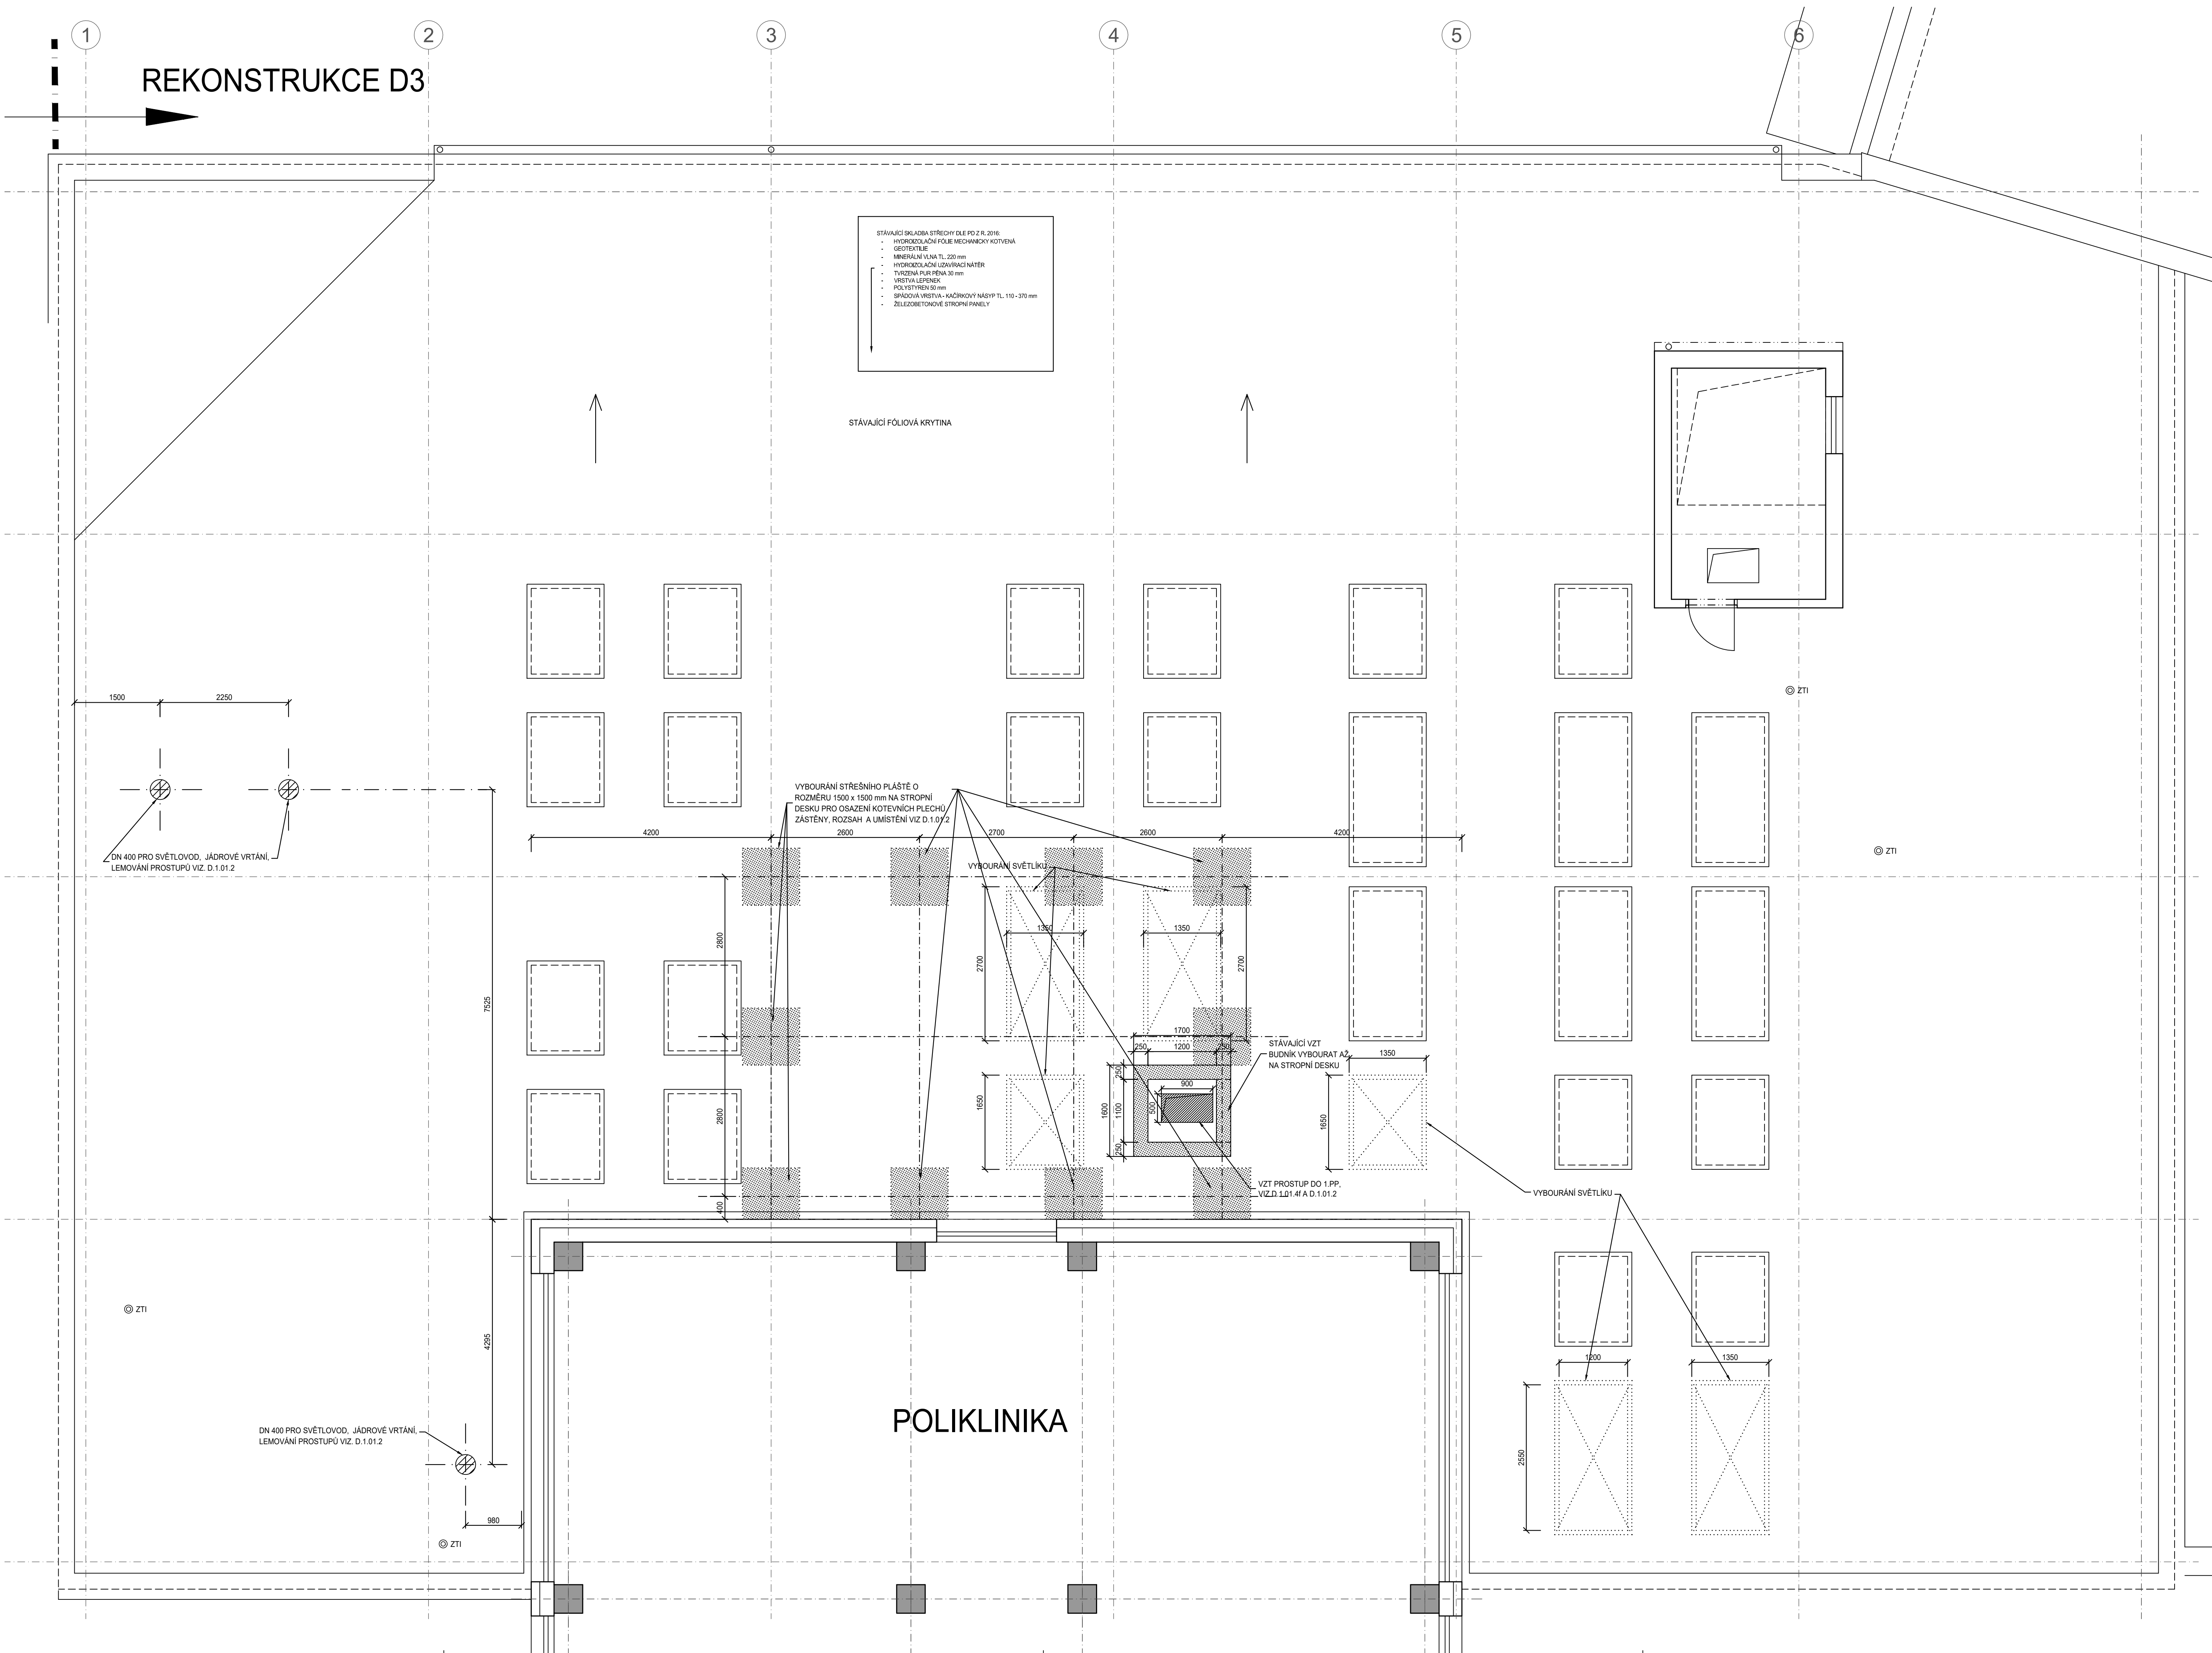 1
2
3
4
5
6
REKONSTRUKCE D3
STÁVAJÍCÍ SKLADBA STŘECHY DLE PD Z R. 2016:
- HYDROIZOLAČNÍ FÓLIE MECHANICKY KOTVENÁ
- GEOTEXTILIE
- MINERÁLNÍ VLNA TL. 220 mm
- HYDROIZOLAČNÍ UZAVÍRACÍ NÁTĚR
- TVRZENÁ PUR PĚNA 30 mm
- VRSTVA LEPENEK
- POLYSTYREN 50 mm
- SPÁDOVÁ VRSTVA - KAČÍRKOVÝ NÁSYP TL. 110 - 370 mm
- ŽELEZOBETONOVÉ STROPNÍ PANELY
STÁVAJÍCÍ FÓLIOVÁ KRYTINA
1500
2250
ZTI
VYBOURÁNÍ STŘEŠNÍHO PLÁŠTĚ O
ROZMĚRU 1500 x 1500 mm NA STROPNÍ
DESKU PRO OSAZENÍ KOTEVNÍCH PLECHŮ
ZÁSTĚNY, ROZSAH A UMÍSTĚNÍ VIZ D.1.01.2
4200
2600
2700
2600
4200
ZTI
DN 400 PRO SVĚTLOVOD, JÁDROVÉ VRTÁNÍ,
LEMOVÁNÍ PROSTUPŮ VIZ. D.1.01.2
VYBOURÁNÍ SVĚTLÍKU
2800
1350
1350
2700
2700
7525
1700
250
1200
250
STÁVAJÍCÍ VZT
BUDNÍK VYBOURAT AŽ
NA STROPNÍ DESKU
1350
250
900
500
1650
1600
1100
2800
1650
250
VZT PROSTUP DO 1.PP,
VIZ.D.1.01.4f A D.1.01.2
VYBOURÁNÍ SVĚTLÍKU
400
ZTI
4295
1200
1350
POLIKLINIKA
DN 400 PRO SVĚTLOVOD, JÁDROVÉ VRTÁNÍ,
LEMOVÁNÍ PROSTUPŮ VIZ. D.1.01.2
2550
980
ZTI